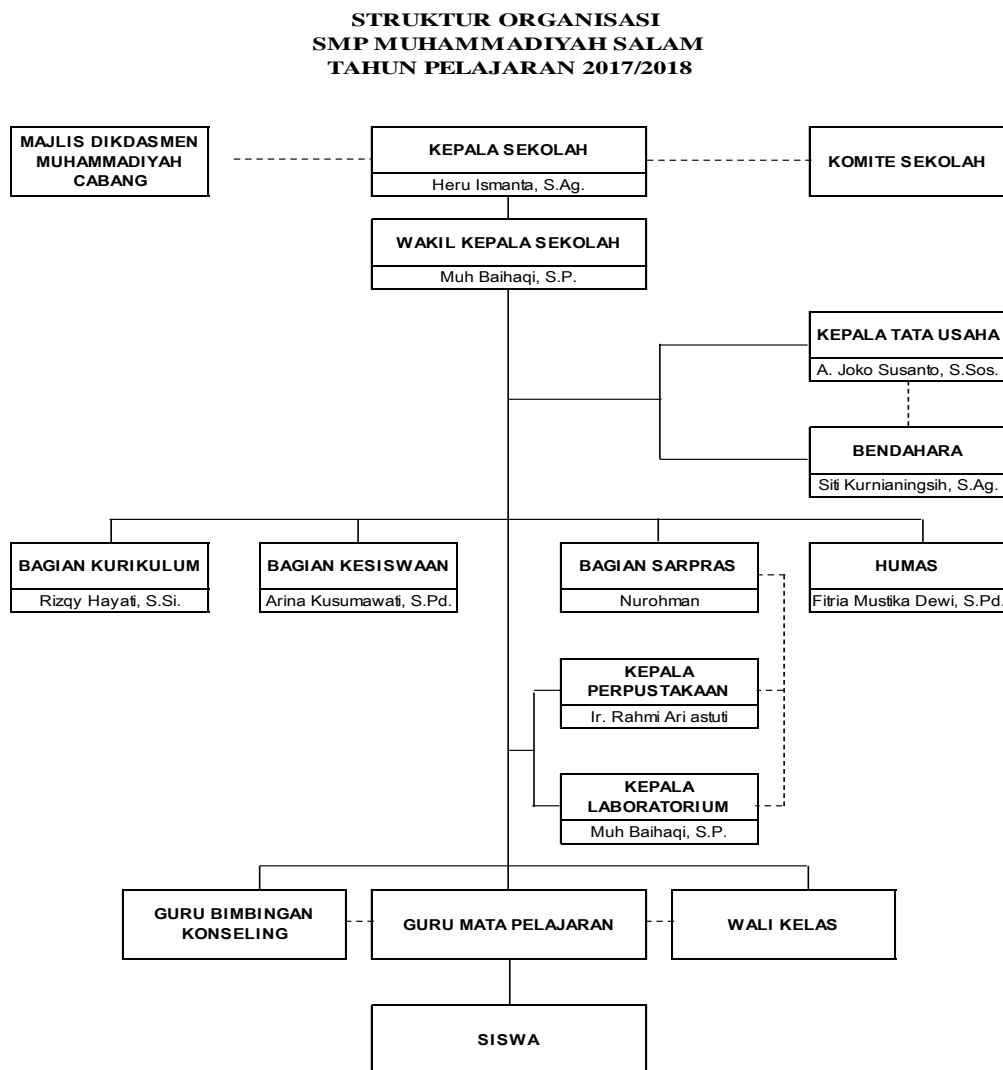 STRUKTUR ORGANISASI
SMP MUHAMMADIYAH SALAM
TAHUN PELAJARAN 2017/2018
MAJLIS DIKDASMEN
MUHAMMADIYAH
CABANG
KEPALA SEKOLAH
Heru Ismanta, S.Ag.
KOMITE SEKOLAH
WAKIL KEPALA SEKOLAH
Muh Baihaqi, S.P.
KEPALA TATA USAHA
A. Joko Susanto, S.Sos.
BENDAHARA
Siti Kurnianingsih, S.Ag.
BAGIAN KURIKULUM
Rizqy Hayati, S.Si.
BAGIAN KESISWAAN
Arina Kusumawati, S.Pd.
BAGIAN SARPRAS
Nurohman
HUMAS
Fitria Mustika Dewi, S.Pd.
KEPALA
PERPUSTAKAAN
Ir. Rahmi Ari astuti
KEPALA
LABORATORIUM
Muh Baihaqi, S.P.
GURU BIMBINGAN
KONSELING
GURU MATA PELAJARAN
WALI KELAS
SISWA